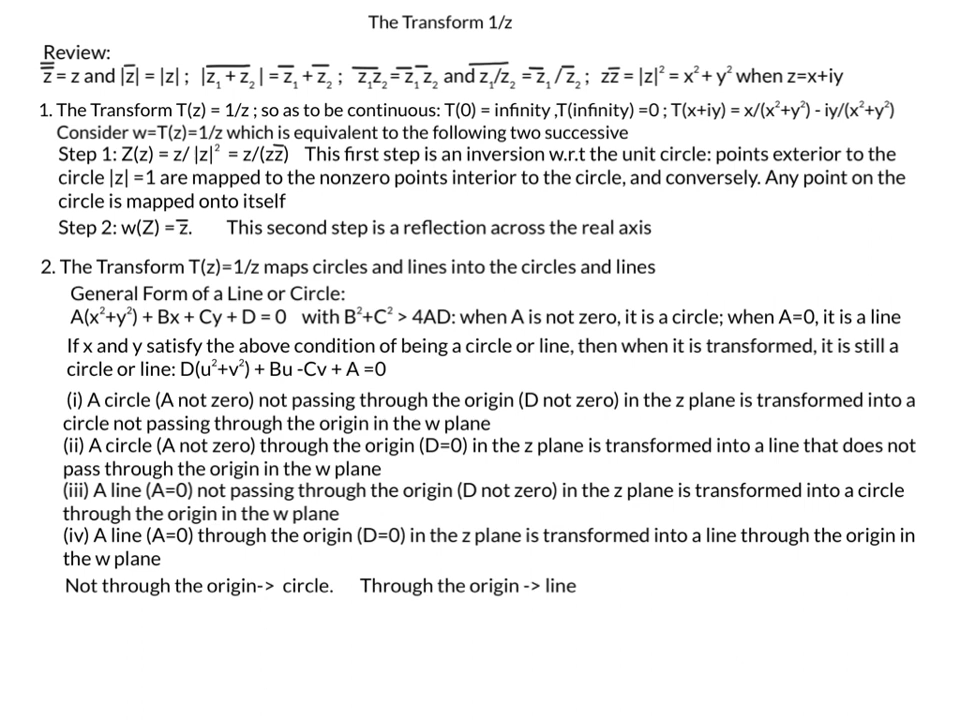 The Transform 1/z
Review:
z̿ = z and |z̅| = |z| ; |z̅₁̅ ̅+̅ ̅z̅₂̅ | = z̅₁ + z̅₂ ; z̅₁̅z̅₂̅ = z̅₁z̅₂ and z̅₁̅/̅z̅₂̅ = z̅₁ /z̅₂ ; zz̅ = |z|² = x² + y² when z=x+iy
1. The Transform T(z) = 1/z ; so as to be continuous: T(0) = infinity ,T(infinity) =0 ; T(x+iy) = x/(x²+y²) - iy/(x²+y²)
Consider w=T(z)=1/z which is equivalent to the following two successive
Step 1: Z(z) = z/ |z|² = z/(zz̅) This first step is an inversion w.r.t the unit circle: points exterior to the
circle |z| =1 are mapped to the nonzero points interior to the circle, and conversely. Any point on the
circle is mapped onto itself
Step 2: w(Z) = z̅. This second step is a reflection across the real axis
2. The Transform T(z)=1/z maps circles and lines into the circles and lines
General Form of a Line or Circle:
A(x²+y²) + Bx + Cy + D = 0 with B²+C² > 4AD: when A is not zero, it is a circle; when A=0, it is a line
If x and y satisfy the above condition of being a circle or line, then when it is transformed, it is still a
circle or line: D(u²+v²) + Bu -Cv + A =0
(i) A circle (A not zero) not passing through the origin (D not zero) in the z plane is transformed into a
circle not passing through the origin in the w plane
(ii) A circle (A not zero) through the origin (D=0) in the z plane is transformed into a line that does not
pass through the origin in the w plane
(iii) A line (A=0) not passing through the origin (D not zero) in the z plane is transformed into a circle
through the origin in the w plane
(iv) A line (A=0) through the origin (D=0) in the z plane is transformed into a line through the origin in
the w plane
Not through the origin-> circle. Through the origin -> line